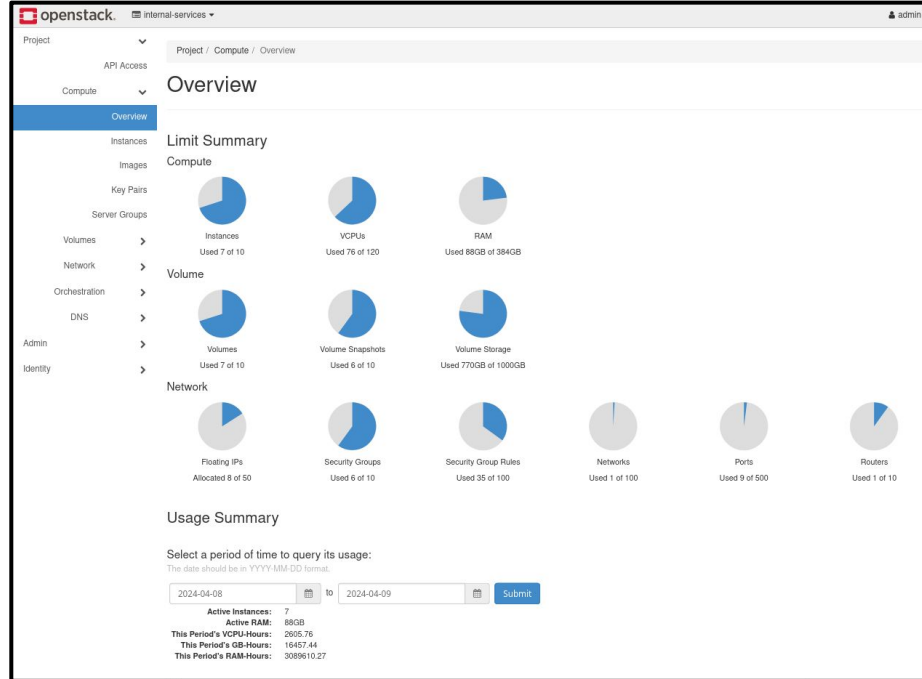 openstack. internal-services admin
Project
API Access
Compute
Overview
Instances
Images
Key Pairs
Server Groups
Volumes
Network
Orchestration
DNS
Admin
Identity
Project / Compute / Overview
Overview
Limit Summary
Compute
Instances VCPUs RAM
Used 7 of 10 Used 76 of 120 Used 88GB of 384GB
Volume
Volumes Volume Snapshots Volume Storage
Used 7 of 10 Used 6 of 10 Used 770GB of 1000GB
Network
Floating IPs Security Groups Security Group Rules Networks Ports Routers
Allocated 8 of 50 Used 6 of 10 Used 35 of 100 Used 1 of 100 Used 9 of 500 Used 1 of 10
Usage Summary
Select a period of time to query its usage:
The date should be in YYYY-MM-DD format.
2024-04-08 to 2024-04-09 Submit
Active Instances: 7
Active RAM: 88GB
This Period's VCPU-Hours: 2605.76
This Period's GB-Hours: 16457.44
This Period's RAM-Hours: 3089610.27